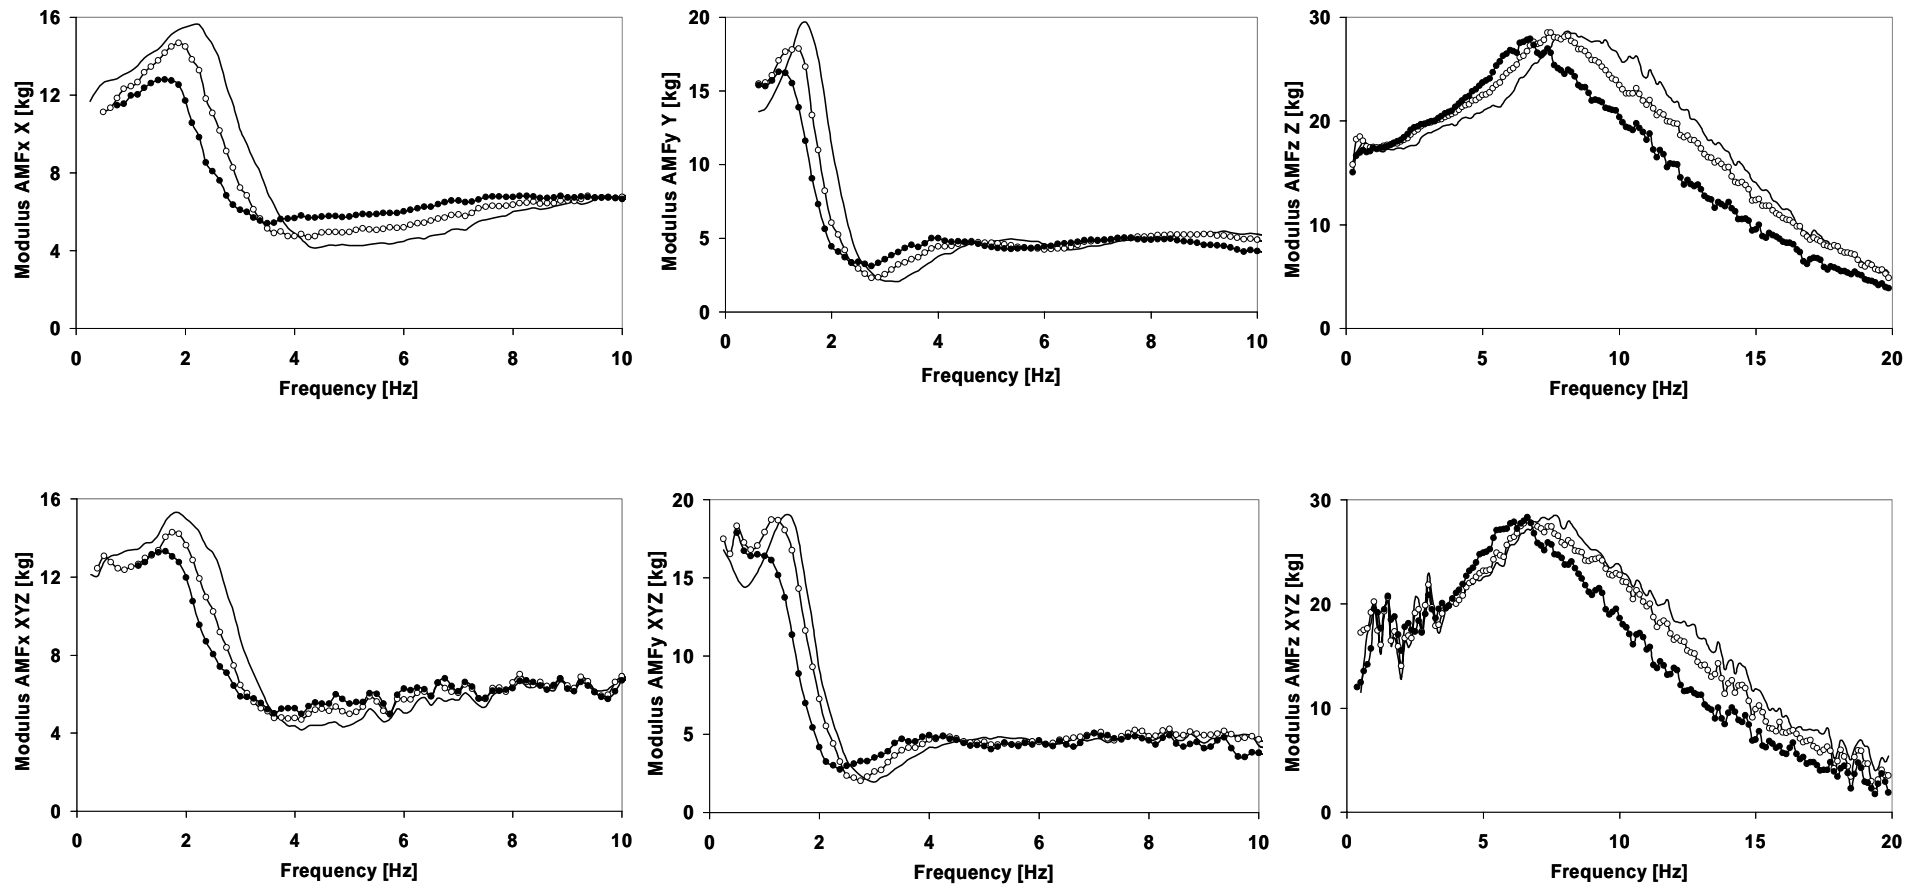 Modulus AMFx X [kg]
16
12
8
4
0
0 2 4 6 8 10
Frequency [Hz]
Modulus AMFy Y [kg]
20
15
10
5
0
0 2 4 6 8 10
Frequency [Hz]
Modulus AMFz Z [kg]
30
20
10
0
0 5 10 15 20
Frequency [Hz]
Modulus AMFx XYZ [kg]
16
12
8
4
0
0 2 4 6 8 10
Frequency [Hz]
Modulus AMFy XYZ [kg]
20
15
10
5
0
0 2 4 6 8 10
Frequency [Hz]
Modulus AMFz XYZ [kg]
30
20
10
0
0 5 10 15 20
Frequency [Hz]